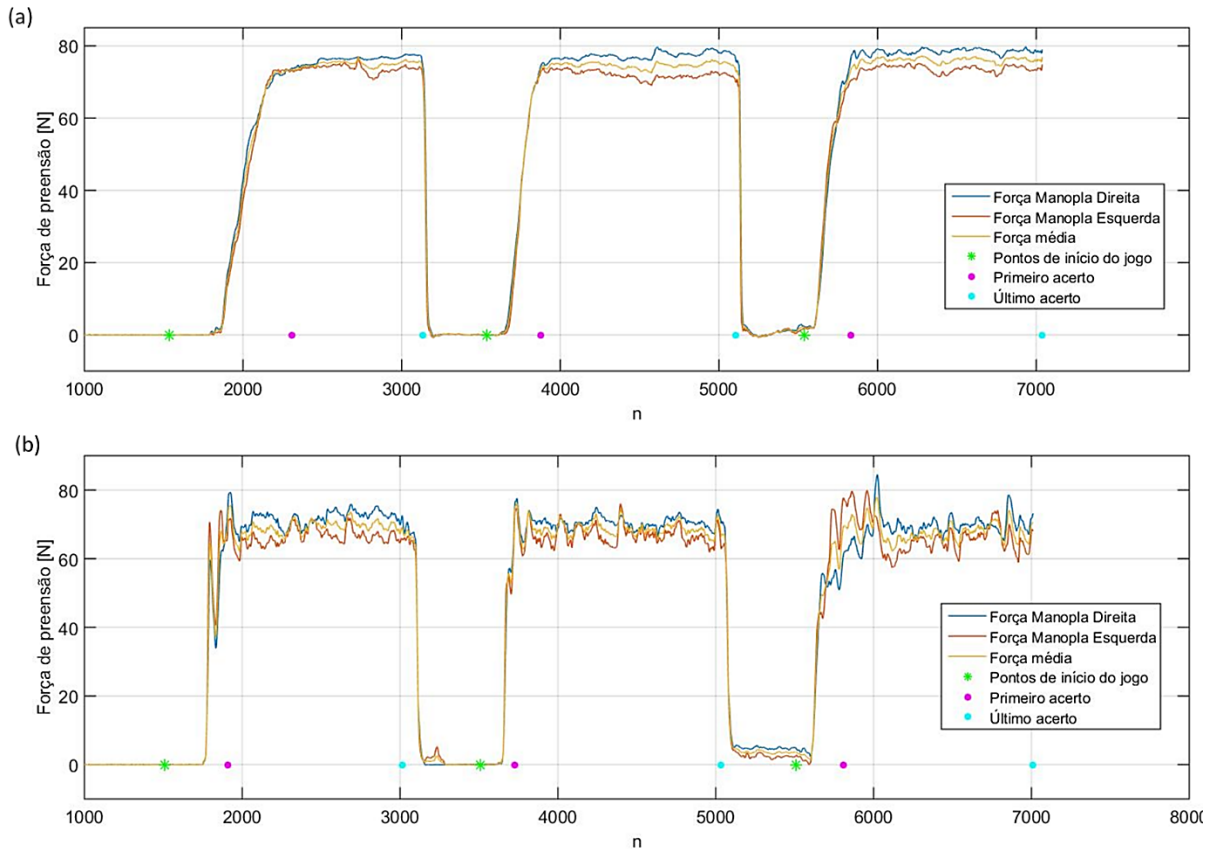 (a)
80
60
40
20
0
Força de preensão [N]
1000 2000 3000 4000 5000 6000 7000
n
Força Manopla Direita
Força Manopla Esquerda
Força média
Pontos de início do jogo
Primeiro acerto
Último acerto
(b)
80
60
40
20
0
Força de preensão [N]
1000 2000 3000 4000 5000 6000 7000 8000
n
Força Manopla Direita
Força Manopla Esquerda
Força média
Pontos de início do jogo
Primeiro acerto
Último acerto